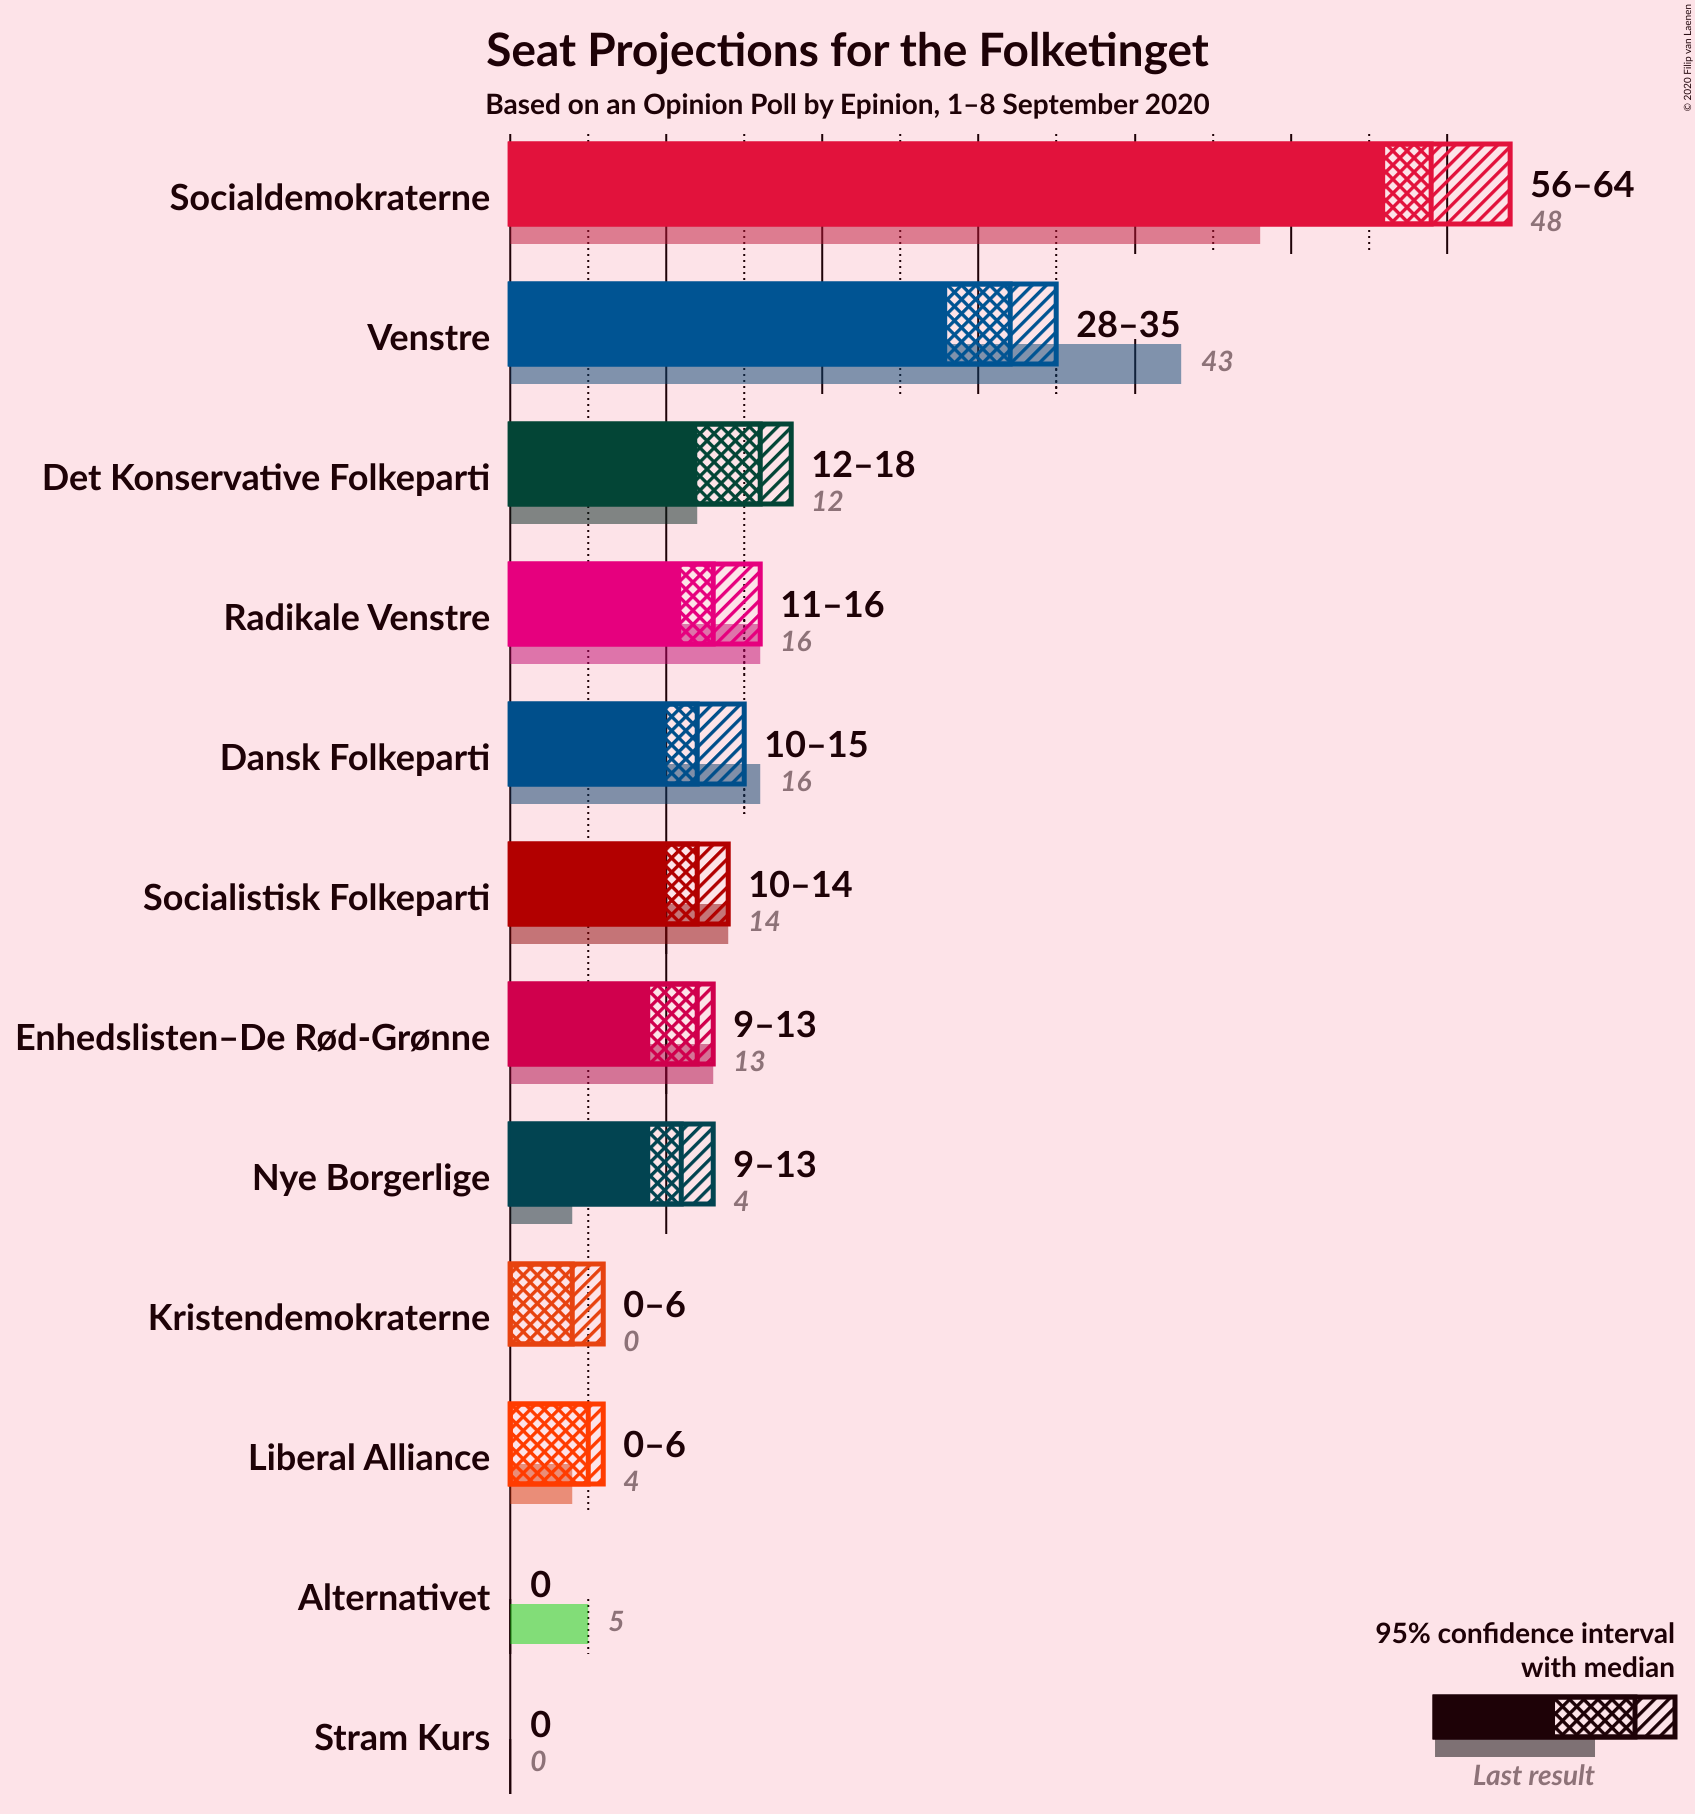 Seat Projections for the Folketinget
Based on an Opinion Poll by Epinion, 1–8 September 2020
© 2020 Filip van Laenen
Socialdemokraterne
56–64
48
Venstre
28–35
43
Det Konservative Folkeparti
12–18
12
Radikale Venstre
11–16
16
Dansk Folkeparti
10–15
16
Socialistisk Folkeparti
10–14
14
Enhedslisten–De Rød-Grønne
9–13
13
Nye Borgerlige
9–13
4
Kristendemokraterne
0–6
0
Liberal Alliance
0–6
4
Alternativet
0
5
Stram Kurs
0
0
95% confidence interval
with median
Last result